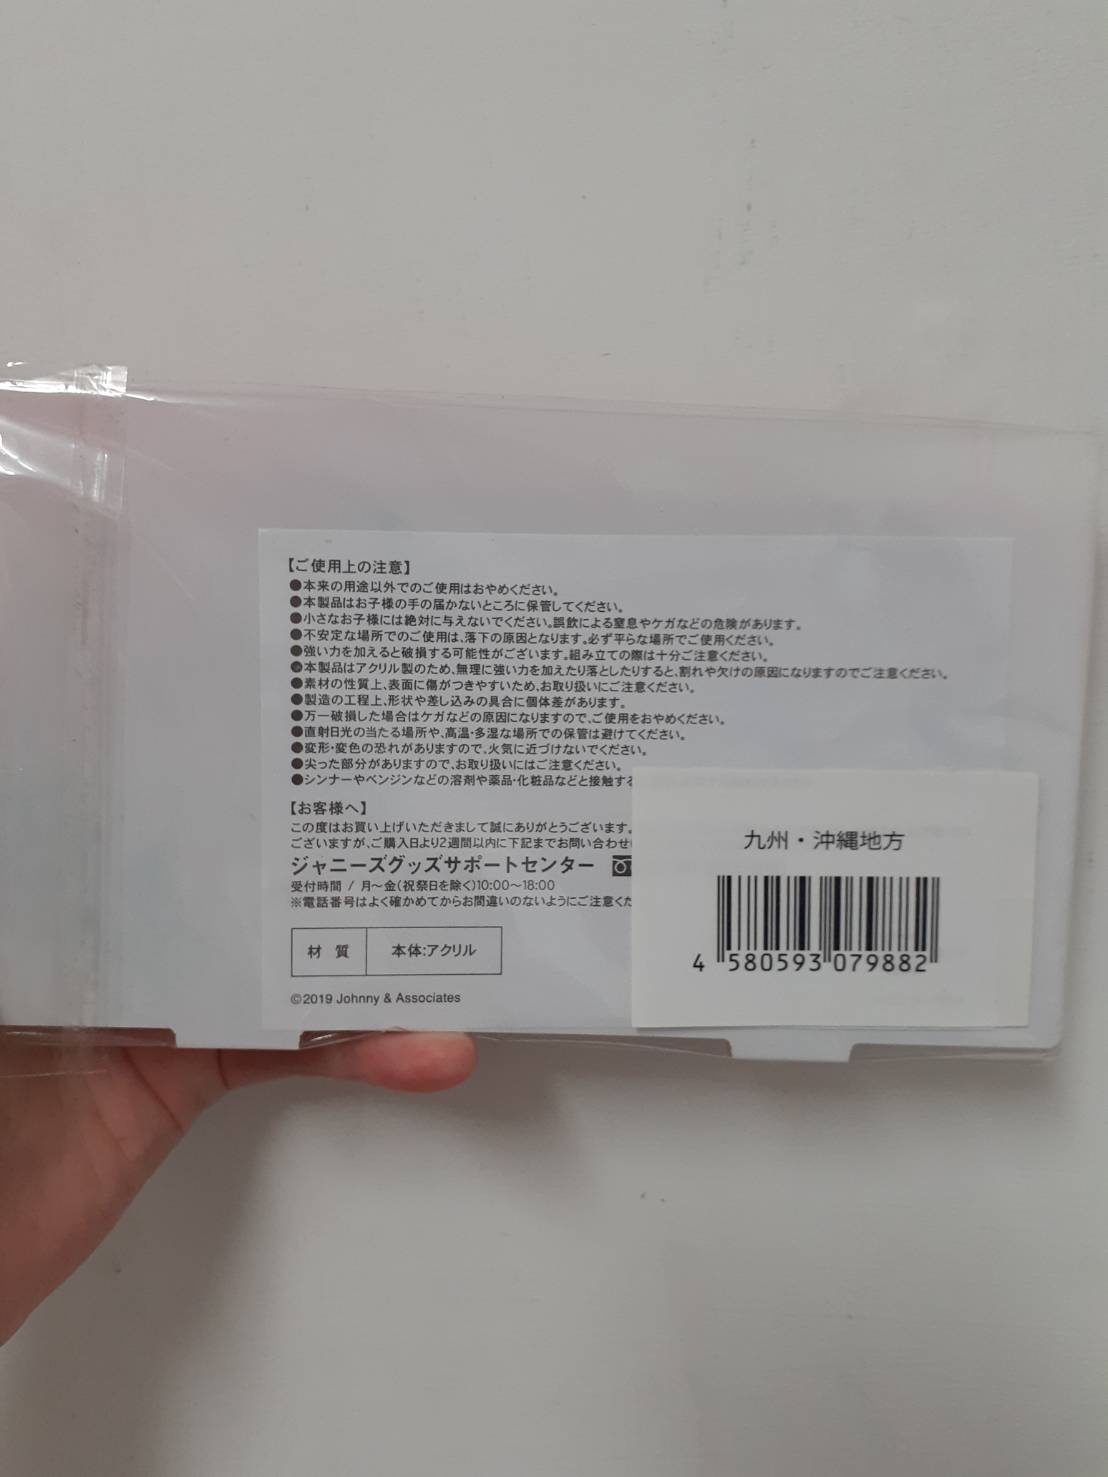 【ご使用上の注意】
●本来の用途以外でのご使用はおやめください。
●本製品はお子様の手の届かないところに保管してください。
●小さなお子様には絶対に与えないでください。誤飲による窒息やケガなどの危険があります。
●不安定な場所でのご使用は、落下の原因となります。必ず平らな場所でご使用ください。
●強い力を加えると破損する可能性がございます。組み立ての際は十分ご注意ください。
●本製品はアクリル製のため、無理に強い力を加えたり落としたりすると、割れや欠けの原因になりますのでご注意ください。
●素材の性質上、表面に傷がつきやすいため、お取り扱いにご注意ください。
●製造の工程上、形状や差し込みの具合に個体差があります。
●万一破損した場合はケガなどの原因になりますので、ご使用をおやめください。
●直射日光の当たる場所や、高温・多湿な場所での保管は避けてください。
●変形・変色の恐れがありますので、火気に近づけないでください。
●尖った部分がありますので、お取り扱いにはご注意ください。
●シンナーやベンジンなどの溶剤や薬品・化粧品などと接触する
【お客様へ】
この度はお買い上げいただきまして誠にありがとうございます。
ございますが、ご購入日より2週間以内に下記までお問い合わせ
ジャニーズグッズサポートセンター
受付時間 / 月〜金(祝祭日を除く)10:00〜18:00
※電話番号はよく確かめてからお間違いのないようにご注意くだ
材質 本体:アクリル
©2019 Johnny & Associates
九州・沖縄地方
4 580593 079882